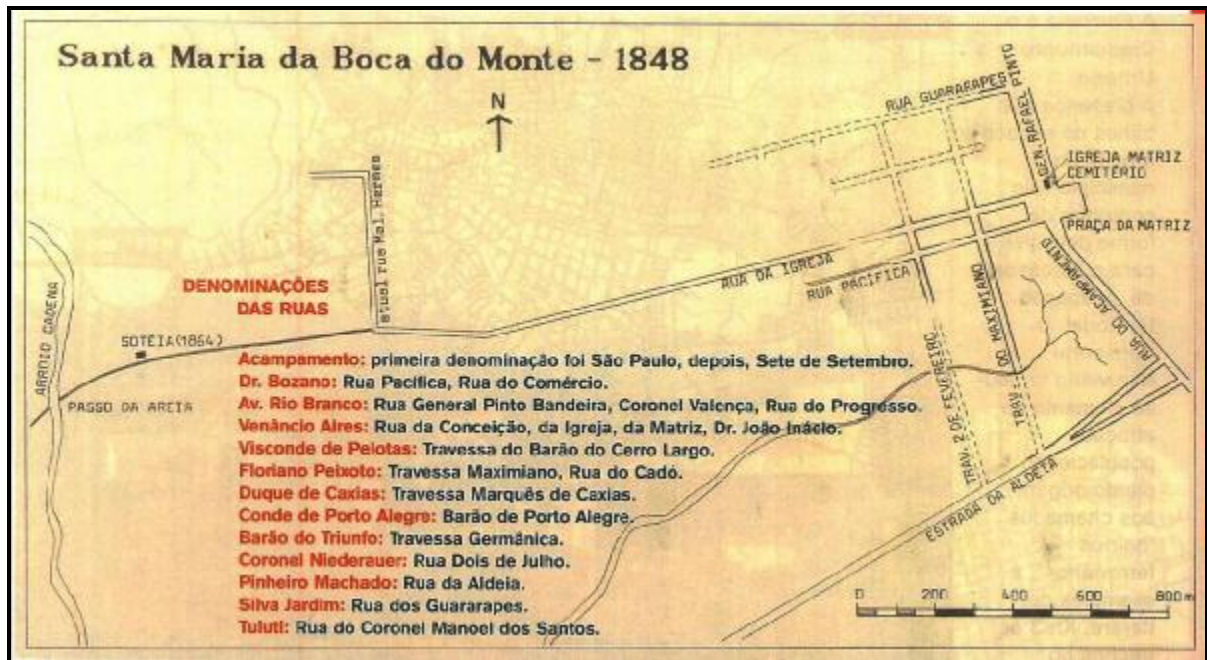 Santa Maria da Boca do Monte - 1848
N
RUA GUARARAPES
GEN. RAFAEL PINTO
IGREJA MATRIZ
CEMITÉRIO
PRAÇA DA MATRIZ
atual rua Mal. Hermes
RUA DA IGREJA
RUA PACÍFICA
RUA DO ACAMPAMENTO
TRAV. DO MAXIMIANO
TRAV. 2 DE FEVEREIRO
ESTRADA DA ALDEIA
ARROIO CADENA
SOTÉIA(1864)
PASSO DA AREIA
DENOMINAÇÕES
DAS RUAS
Acampamento: primeira denominação foi São Paulo, depois, Sete de Setembro.
Dr. Bozano: Rua Pacífica, Rua do Comércio.
Av. Rio Branco: Rua General Pinto Bandeira, Coronel Valença, Rua do Progresso.
Venâncio Aires: Rua da Conceição, da Igreja, da Matriz, Dr. João Inácio.
Visconde de Pelotas: Travessa do Barão do Cerro Largo.
Floriano Peixoto: Travessa Maximiano, Rua do Cadó.
Duque de Caxias: Travessa Marquês de Caxias.
Conde de Porto Alegre: Barão de Porto Alegre.
Barão do Triunfo: Travessa Germânica.
Coronel Niederauer: Rua Dois de Julho.
Pinheiro Machado: Rua da Aldeia.
Silva Jardim: Rua dos Guararapes.
Tuiuti: Rua do Coronel Manoel dos Santos.
0 200 400 600 800 m